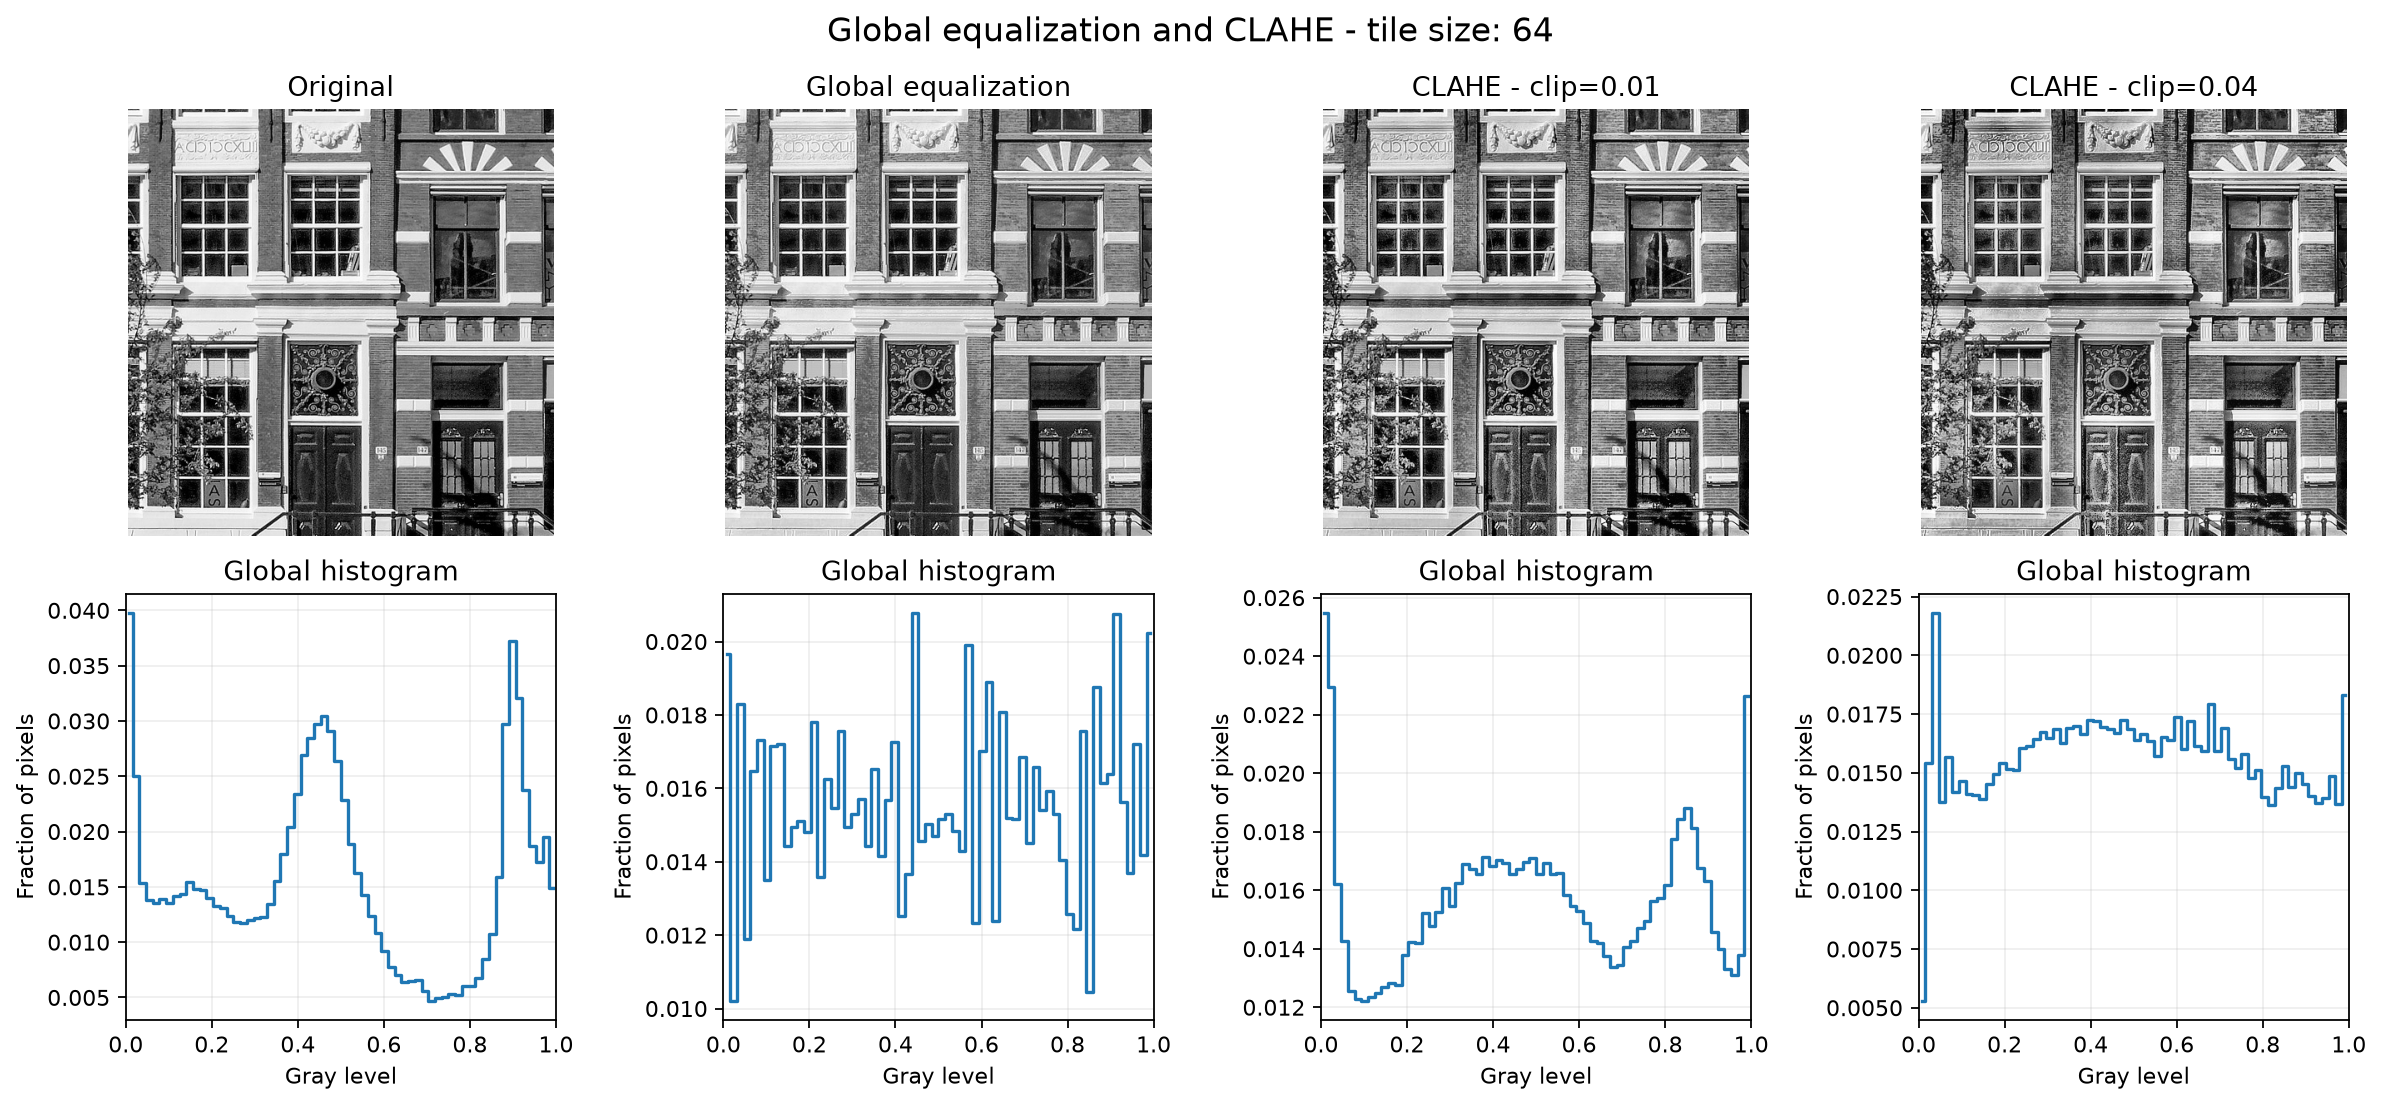 Global equalization and CLAHE - tile size: 64
Original
Global equalization
CLAHE - clip=0.01
CLAHE - clip=0.04
Global histogram
Global histogram
Global histogram
Global histogram
Fraction of pixels
0.040
0.035
0.030
0.025
0.020
0.015
0.010
0.005
0.0 0.2 0.4 0.6 0.8 1.0
Gray level
Fraction of pixels
0.020
0.018
0.016
0.014
0.012
0.010
0.0 0.2 0.4 0.6 0.8 1.0
Gray level
Fraction of pixels
0.026
0.024
0.022
0.020
0.018
0.016
0.014
0.012
0.0 0.2 0.4 0.6 0.8 1.0
Gray level
Fraction of pixels
0.0225
0.0200
0.0175
0.0150
0.0125
0.0100
0.0075
0.0050
0.0 0.2 0.4 0.6 0.8 1.0
Gray level